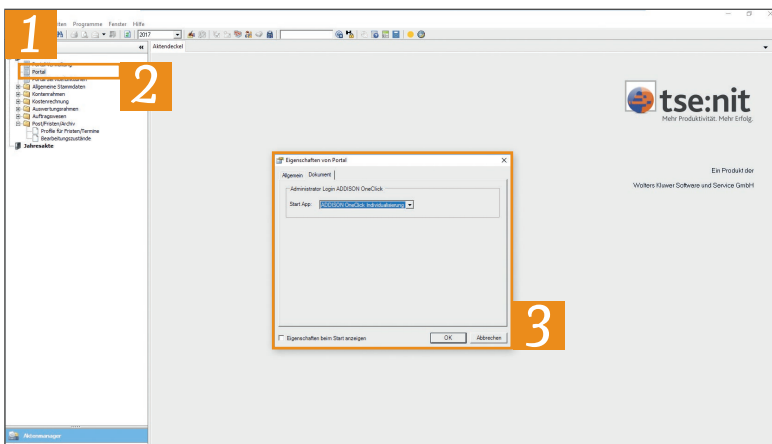 1
ten Programme Fenster Hilfe
2017
Aktendeckel
Portal
2
Allgemeine Stammdaten
Kontenrahmen
Kostenrechnung
Auswertungsrahmen
Auftragswesen
Post/Fristen/Archiv
Profile für Fristen/Termine
Bearbeitungszustände
Jahresakte
tse:nit
Mehr Produktivität. Mehr Erfolg.
Ein Produkt der
Wolters Kluwer Software und Service GmbH
Eigenschaften von Portal
Allgemein Dokument
Administrator Login ADDISON OneClick
Start App: ADDISON OneClick Individualisierung
Eigenschaften beim Start anzeigen OK Abbrechen
3
Aktenmanager